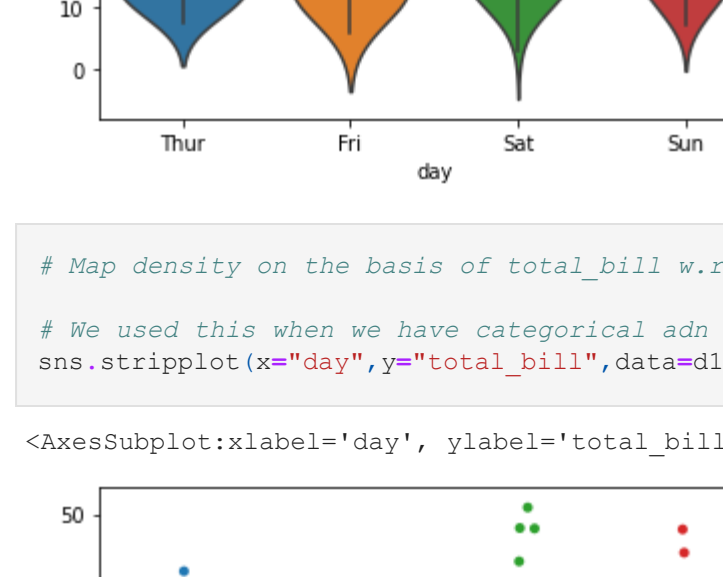 10
0
Thur Fri Sat Sun
day
# Map density on the basis of total_bill w.r
# We used this when we have categorical adn
sns.stripplot(x="day",y="total_bill",data=d1
<AxesSubplot:xlabel='day', ylabel='total_bill
50